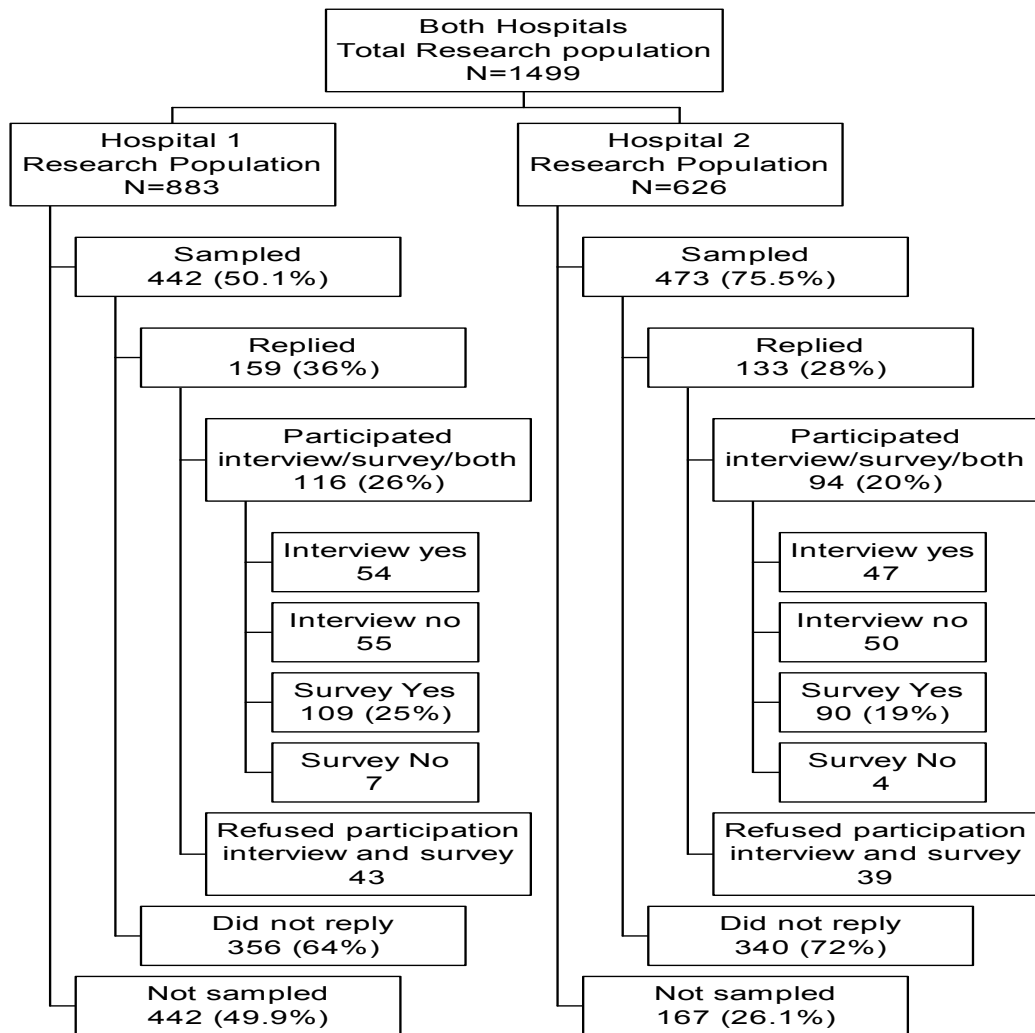 Both Hospitals
Total Research population
N=1499
Hospital 1
Research Population
N=883
Sampled
442 (50.1%)
Replied
159 (36%)
Participated
interview/survey/both
116 (26%)
Interview yes
54
Interview no
55
Survey Yes
109 (25%)
Survey No
7
Refused participation
interview and survey
43
Did not reply
356 (64%)
Not sampled
442 (49.9%)
Hospital 2
Research Population
N=626
Sampled
473 (75.5%)
Replied
133 (28%)
Participated
interview/survey/both
94 (20%)
Interview yes
47
Interview no
50
Survey Yes
90 (19%)
Survey No
4
Refused participation
interview and survey
39
Did not reply
340 (72%)
Not sampled
167 (26.1%)